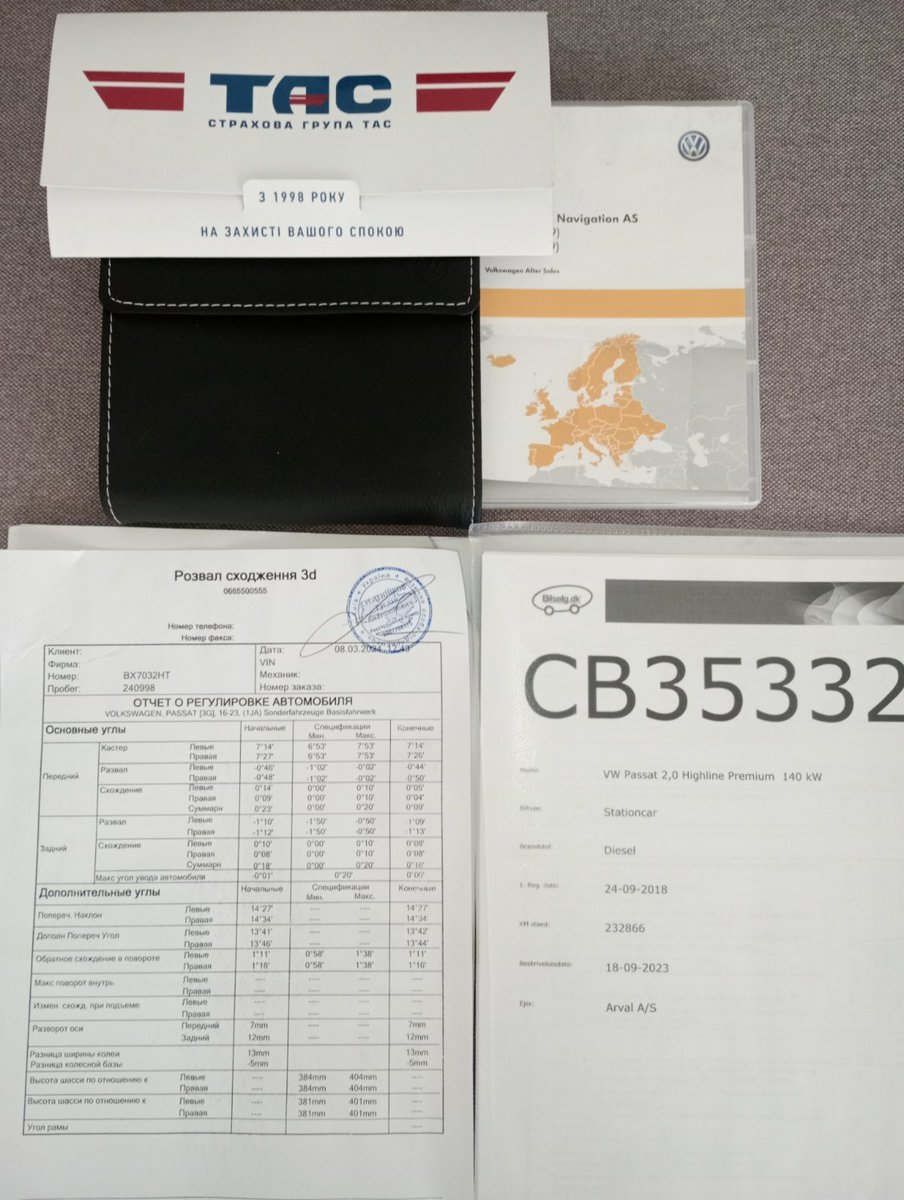 ТАС
СТРАХОВА ГРУПА ТАС
З 1998 РОКУ
НА ЗАХИСТІ ВАШОГО СПОКОЮ
Navigation AS
Volkswagen After Sales
Розвал сходження 3d
0665500555
Номер телефона:
Номер факса:
Клиент: Дата: 08.03.2024 17:43
Фирма: VIN
Номер: BX7032HT Механик:
Пробег: 240998 Номер заказа:
ОТЧЕТ О РЕГУЛИРОВКЕ АВТОМОБИЛЯ
VOLKSWAGEN, PASSAT [3G], 16-23, (1JA) Sonderfahrzeuge Basisfahrwerk
Основные углы Начальные Спецификации Конечные
Мин. Макс.
Передний Кастер Левые 7°14' 6°53' 7°53' 7°14'
Правая 7°27' 6°53' 7°53' 7°26'
Развал Левые -0°46' -1°02' -0°02' -0°44'
Правая -0°48' -1°02' -0°02' -0°50'
Схождение Левые 0°14' 0°00' 0°10' 0°05'
Правая 0°09' 0°00' 0°10' 0°04'
Суммарн 0°23' 0°00' 0°20' 0°09'
Задний Развал Левые -1°10' -1°50' -0°50' -1°09'
Правая -1°12' -1°50' -0°50' -1°13'
Схождение Левые 0°10' 0°00' 0°10' 0°08'
Правая 0°08' 0°00' 0°10' 0°08'
Суммарн 0°18' 0°00' 0°20' 0°16'
Макс угол увода автомобиля -0°01' 0°20' 0°00'
Дополнительные углы Начальные Спецификации Конечные
Мин. Макс.
Попереч. Наклон Левые 14°27' ---- ---- 14°27'
Правая 14°34' ---- ---- 14°34'
Дополн Попереч Угол Левые 13°41' ---- ---- 13°42'
Правая 13°46' ---- ---- 13°44'
Обратное схождение в повороте Левые 1°11' 0°58' 1°38' 1°11'
Правая 1°16' 0°58' 1°38' 1°16'
Макс поворот внутрь Левые ---- ---- ---- ----
Правая ---- ---- ---- ----
Измен. схожд. при подъеме Левые ---- ---- ---- ----
Правая ---- ---- ---- ----
Разворот оси Передний 7mm ---- ---- 7mm
Задний 12mm ---- ---- 12mm
Разница ширины колеи 13mm 13mm
Разница колесной базы -5mm -5mm
Высота шасси по отношению к Левые ---- 384mm 404mm ----
Правая ---- 384mm 404mm ----
Высота шасси по отношению к Левые ---- 381mm 401mm ----
Правая ---- 381mm 401mm ----
Угол рамы ----
Bilsalg.dk
CB35332
Model: VW Passat 2,0 Highline Premium 140 kW
Biltype: Stationcar
Brændstof: Diesel
1. Reg. dato: 24-09-2018
KM stand: 232866
Beskrivelsesdato: 18-09-2023
Ejer: Arval A/S